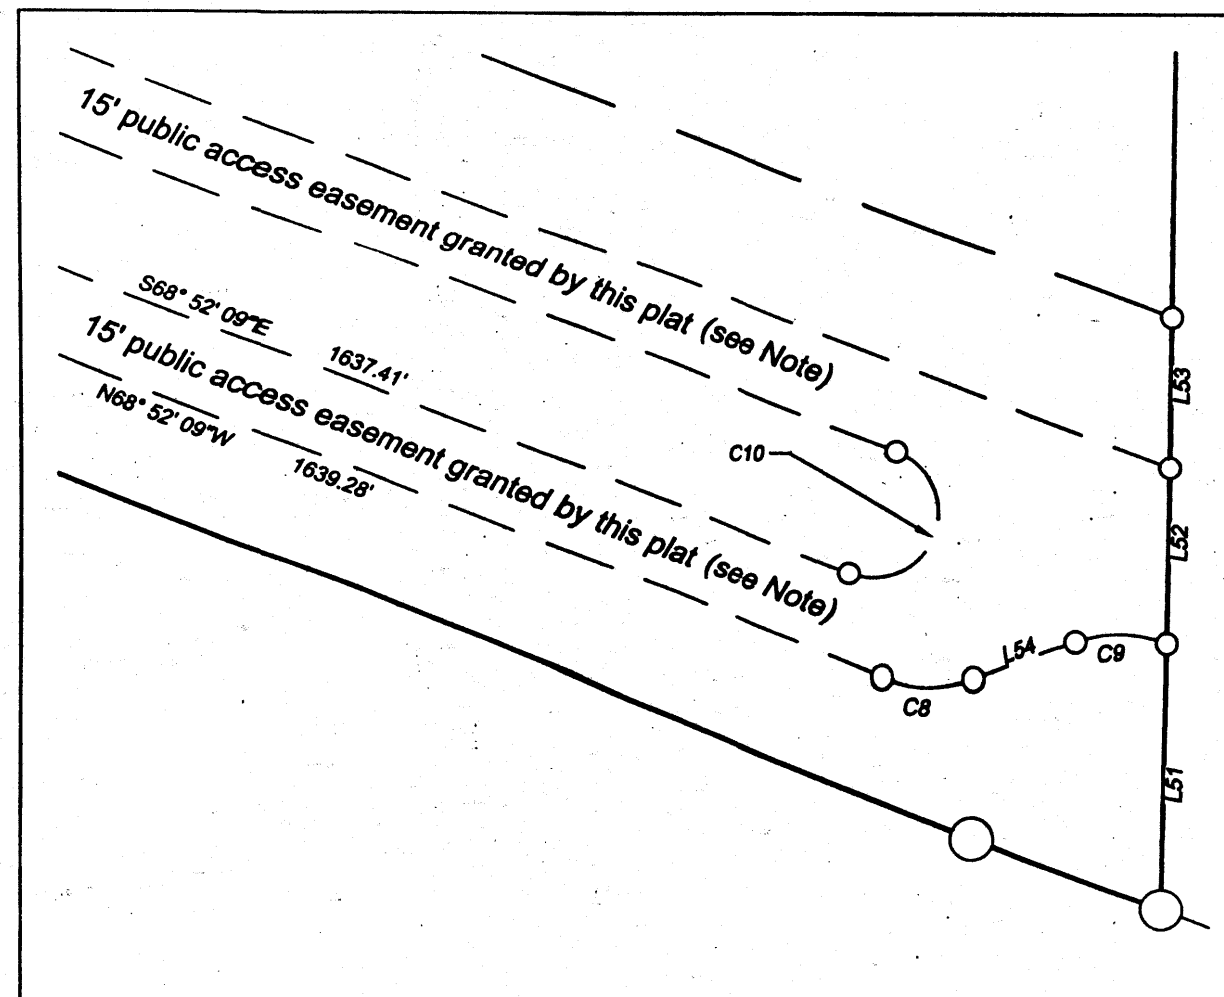 15' public access easement granted by this plat (see Note)
S68° 52' 09"E
1637.41'
15' public access easement granted by this plat (see Note)
N68° 52' 09"W
1639.28'
C10
L53
L52
L54
C9
C8
L51